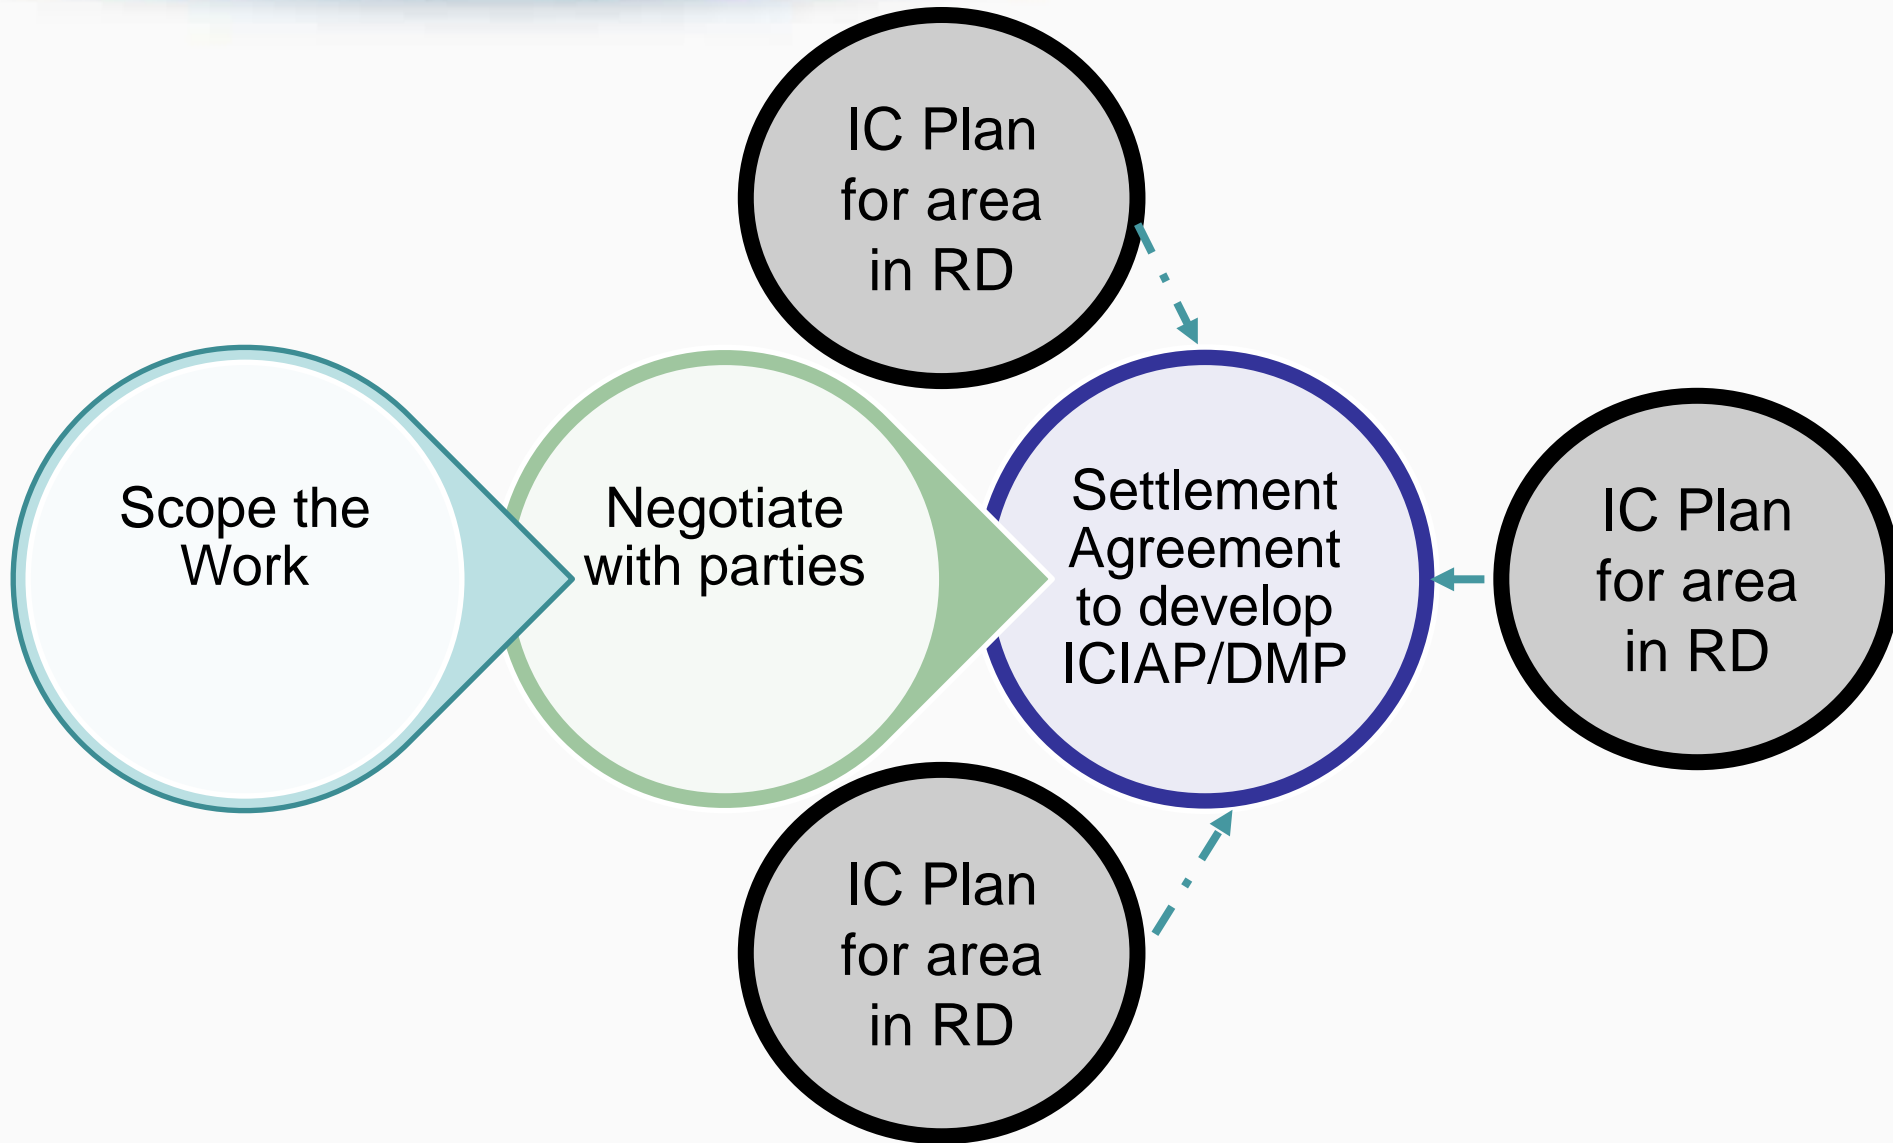 IC Plan
for area
in RD
Scope the
Work
Negotiate
with parties
Settlement
Agreement
to develop
ICIAP/DMP
IC Plan
for area
in RD
IC Plan
for area
in RD